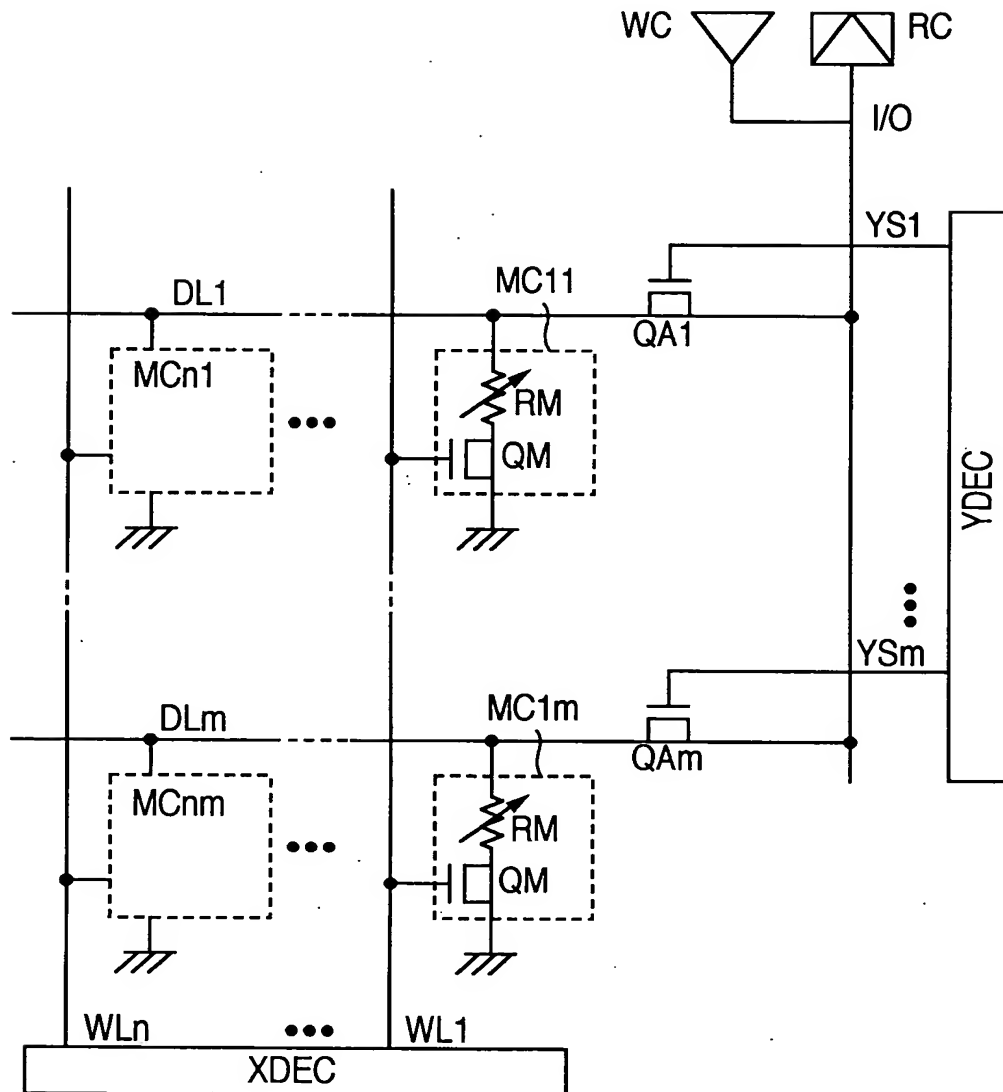 WC
RC
I/O
YS1
MC11
DL1
QA1
MCn1
RM
QM
YDEC
YSm
MC1m
DLm
QAm
MCnm
RM
QM
WLn
WL1
XDEC